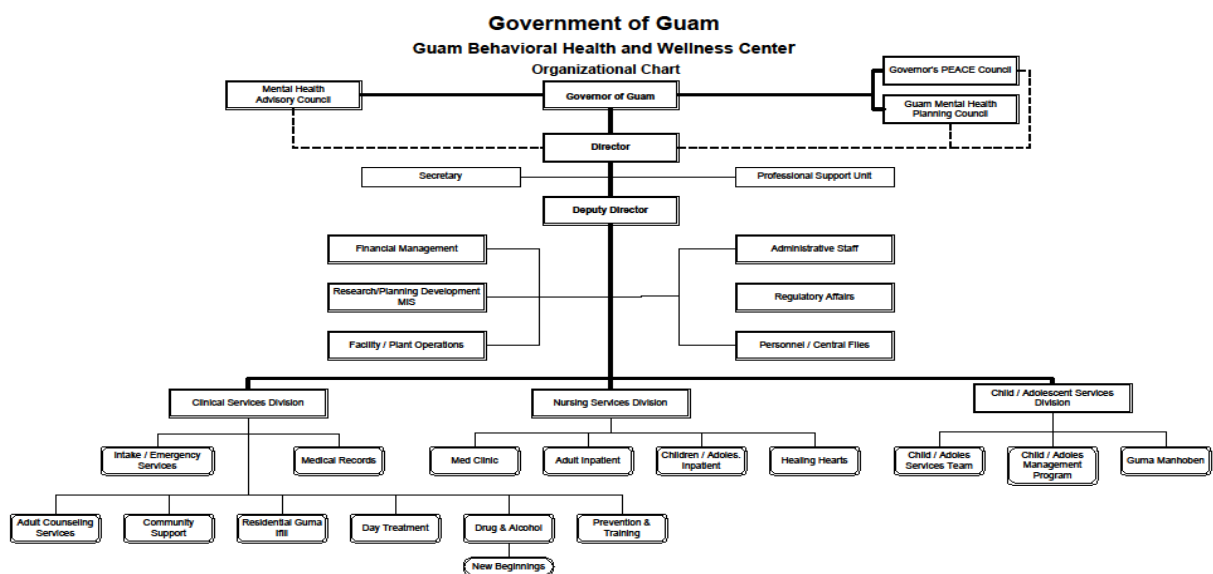 Government of Guam
Guam Behavioral Health and Wellness Center
Organizational Chart
Mental Health
Advisory Council
Governor of Guam
Governor's PEACE Council
Guam Mental Health
Planning Council
Director
Secretary
Professional Support Unit
Deputy Director
Financial Management
Administrative Staff
Research/Planning Development
MIS
Regulatory Affairs
Facility / Plant Operations
Personnel / Central Files
Clinical Services Division
Nursing Services Division
Child / Adolescent Services
Division
Intake / Emergency
Services
Medical Records
Med Clinic
Adult Inpatient
Children / Adoles.
Inpatient
Healing Hearts
Child / Adoles
Services Team
Child / Adoles
Management
Program
Guma Manhoben
Adult Counseling
Services
Community
Support
Residential Guma
Ifil
Day Treatment
Drug & Alcohol
Prevention &
Training
New Beginnings